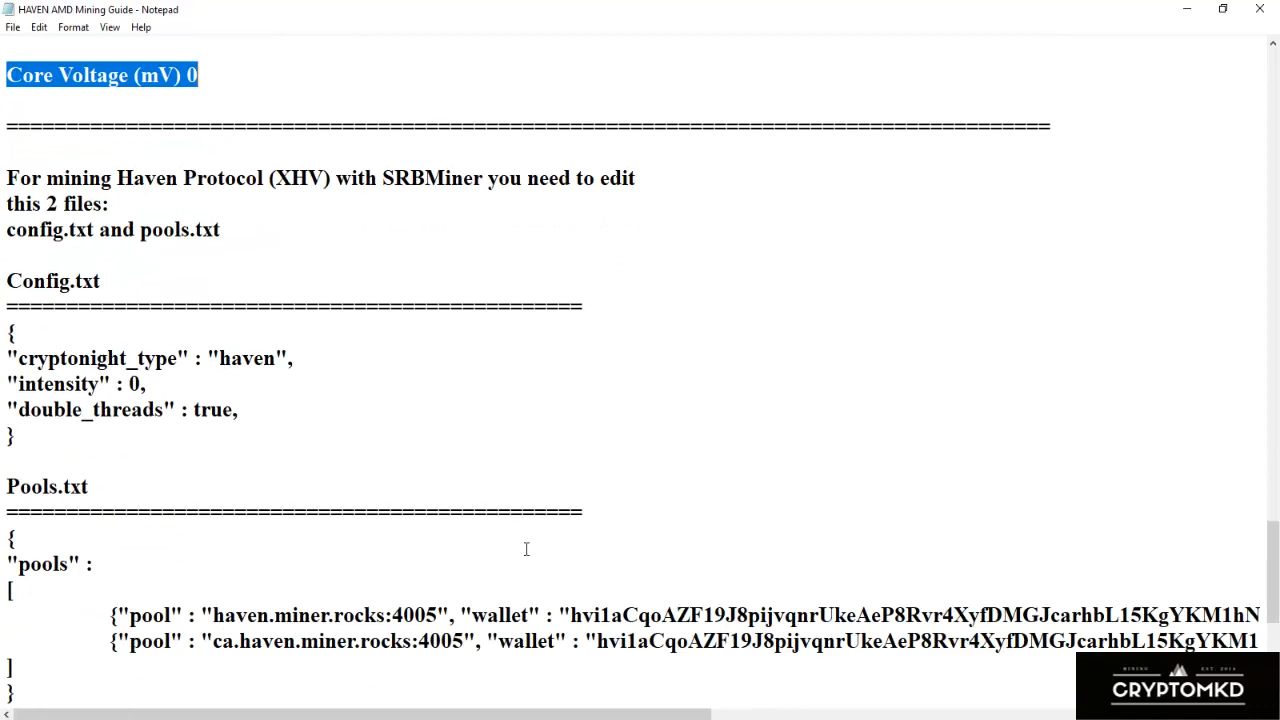 HAVEN AMD Mining Guide - Notepad
File Edit Format View Help
Core Voltage (mV) 0
=======================================================================================
For mining Haven Protocol (XHV) with SRBMiner you need to edit
this 2 files:
config.txt and pools.txt
Config.txt
================================================
{
"cryptonight_type" : "haven",
"intensity" : 0,
"double_threads" : true,
}
Pools.txt
================================================
{
"pools" :
[
{"pool" : "haven.miner.rocks:4005", "wallet" : "hvi1aCqoAZF19J8pijvqnrUkeAeP8Rvr4XyfDMGJcarhbL15KgYKM1hN
{"pool" : "ca.haven.miner.rocks:4005", "wallet" : "hvi1aCqoAZF19J8pijvqnrUkeAeP8Rvr4XyfDMGJcarhbL15KgYKM1
]
}
MINING EST. 2016
CRYPTOMKD